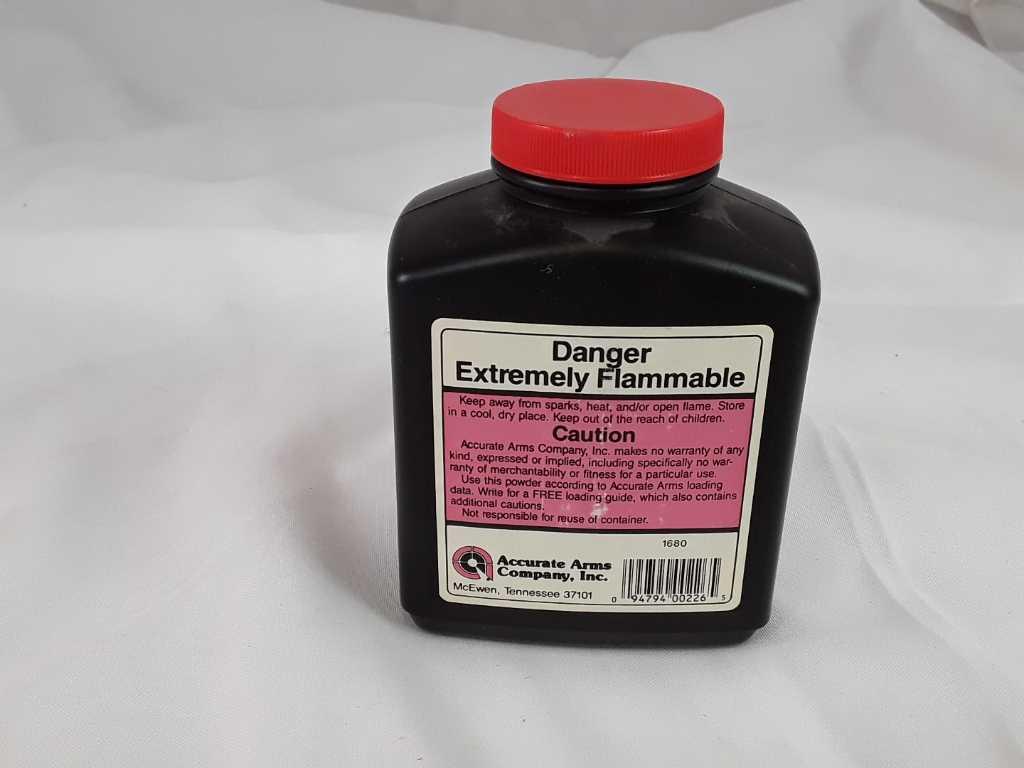 Danger
Extremely Flammable
Keep away from sparks, heat, and/or open flame. Store
in a cool, dry place. Keep out of the reach of children.
Caution
Accurate Arms Company, Inc. makes no warranty of any
kind, expressed or implied, including specifically no war-
ranty of merchantability or fitness for a particular use.
Use this powder according to Accurate Arms loading
data. Write for a FREE loading guide, which also contains
additional cautions.
Not responsible for reuse of container.
1680
Accurate Arms
Company, Inc.
McEwen, Tennessee 37101
0 94794 00226 5